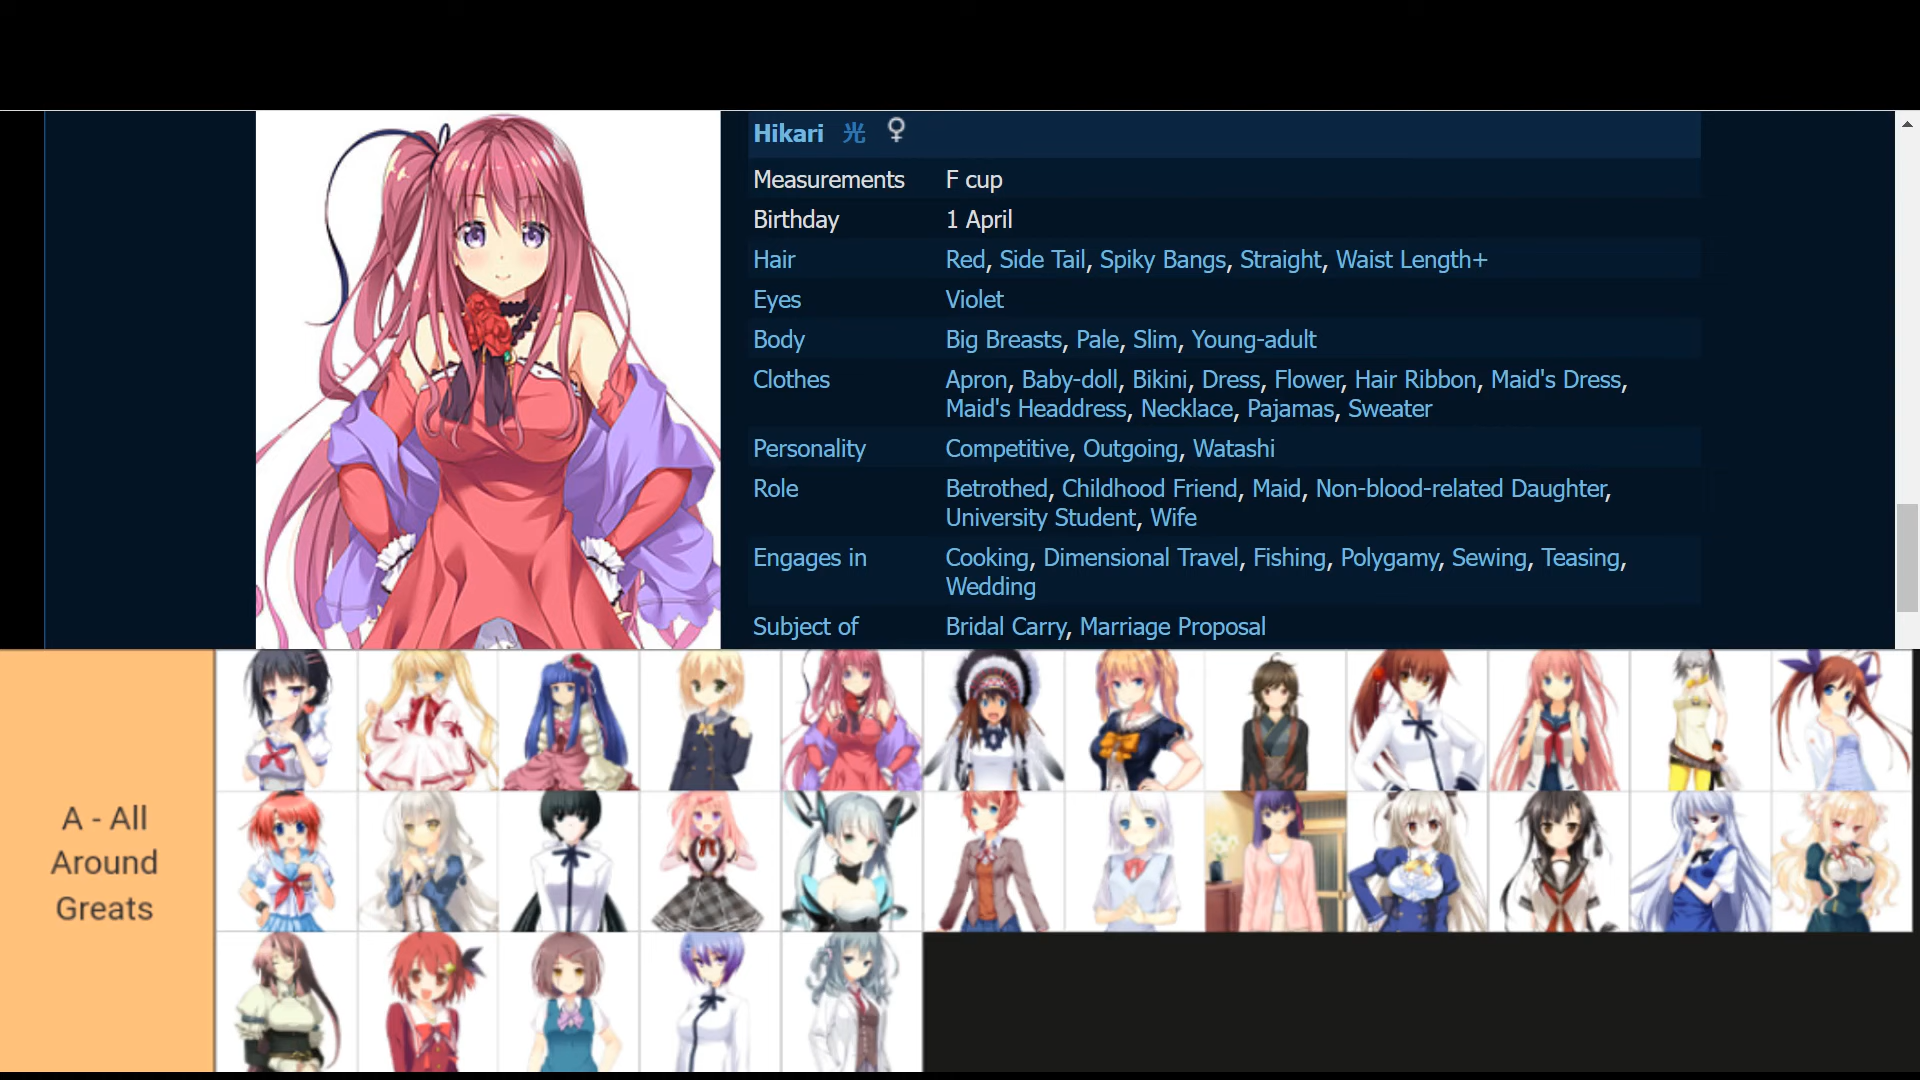 Hikari 光 ♀
Measurements F cup
Birthday 1 April
Hair Red, Side Tail, Spiky Bangs, Straight, Waist Length+
Eyes Violet
Body Big Breasts, Pale, Slim, Young-adult
Clothes Apron, Baby-doll, Bikini, Dress, Flower, Hair Ribbon, Maid's Dress,
Maid's Headdress, Necklace, Pajamas, Sweater
Personality Competitive, Outgoing, Watashi
Role Betrothed, Childhood Friend, Maid, Non-blood-related Daughter,
University Student, Wife
Engages in Cooking, Dimensional Travel, Fishing, Polygamy, Sewing, Teasing,
Wedding
Subject of Bridal Carry, Marriage Proposal
A - All
Around
Greats